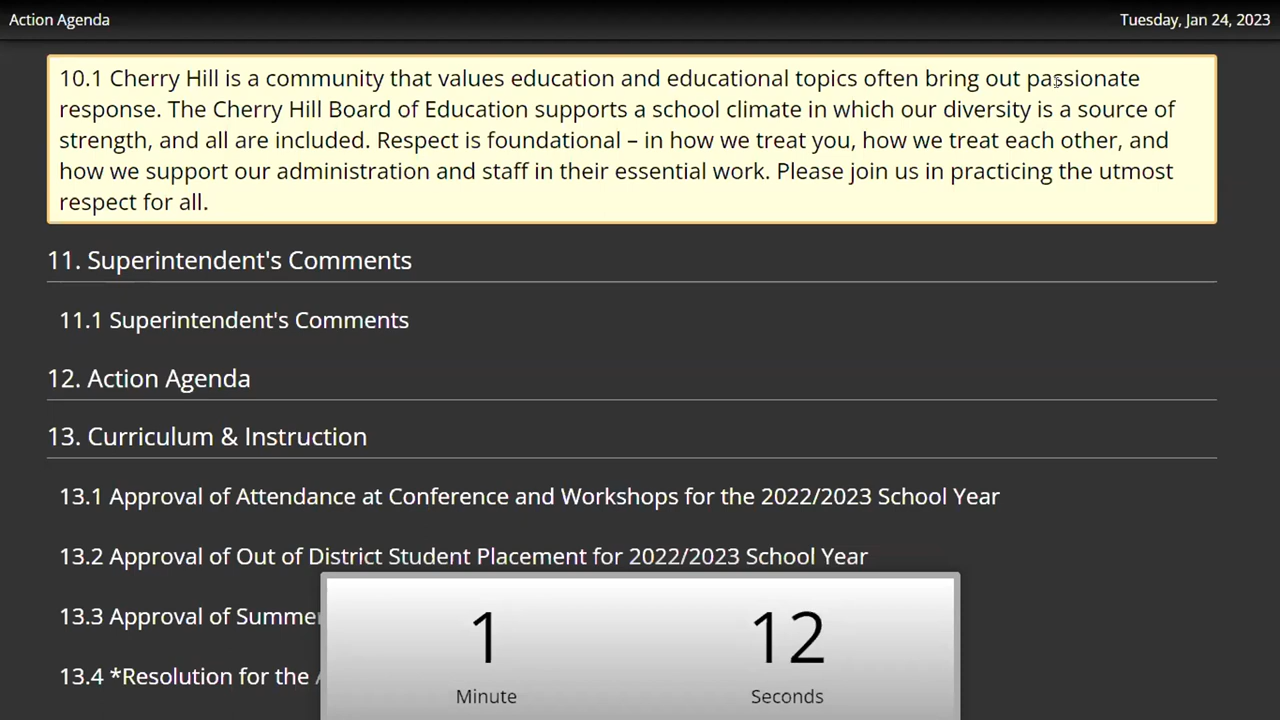 Action Agenda
Tuesday, Jan 24, 2023
10.1 Cherry Hill is a community that values education and educational topics often bring out passionate
response. The Cherry Hill Board of Education supports a school climate in which our diversity is a source of
strength, and all are included. Respect is foundational – in how we treat you, how we treat each other, and
how we support our administration and staff in their essential work. Please join us in practicing the utmost
respect for all.
11. Superintendent's Comments
11.1 Superintendent's Comments
12. Action Agenda
13. Curriculum & Instruction
13.1 Approval of Attendance at Conference and Workshops for the 2022/2023 School Year
13.2 Approval of Out of District Student Placement for 2022/2023 School Year
13.3 Approval of Summer
13.4 *Resolution for the
1 12
Minute Seconds